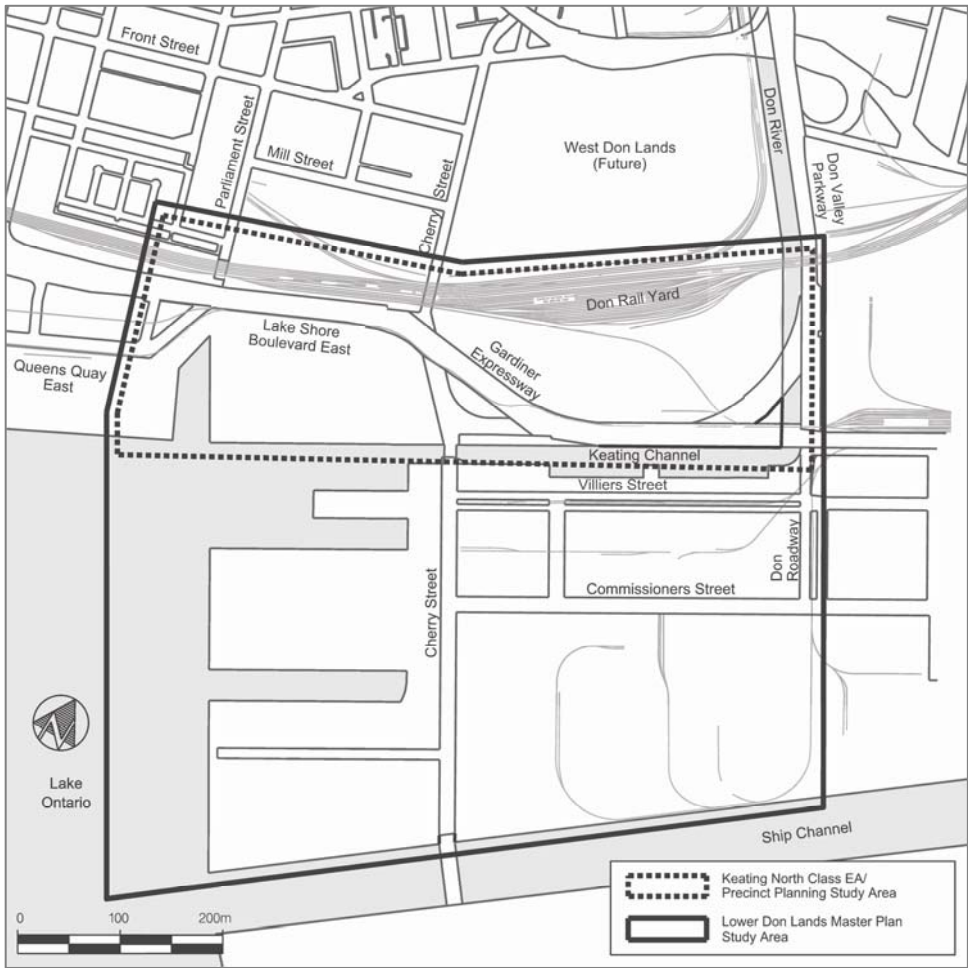 Front Street
Parliament Street
Mill Street
Cherry Street
West Don Lands
(Future)
Don River
Don Valley
Parkway
Don Rail Yard
Lake Shore
Boulevard East
Gardiner
Expressway
Queens Quay
East
Keating Channel
Villiers Street
Don
Roadway
Commissioners Street
Cherry Street
N
Lake
Ontario
Ship Channel
0 100 200m
Keating North Class EA/
Precinct Planning Study Area
Lower Don Lands Master Plan
Study Area